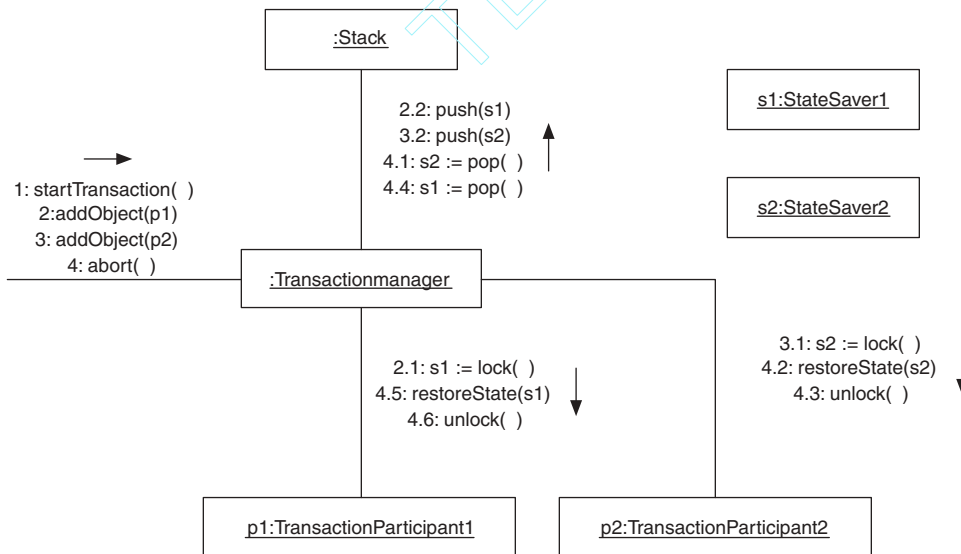 :Stack
s1:StateSaver1
2.2: push(s1)
3.2: push(s2)
4.1: s2 := pop( )
4.4: s1 := pop( )
1: startTransaction( )
2:addObject(p1)
3: addObject(p2)
4: abort( )
s2:StateSaver2
:Transactionmanager
2.1: s1 := lock( )
4.5: restoreState(s1)
4.6: unlock( )
3.1: s2 := lock( )
4.2: restoreState(s2)
4.3: unlock( )
p1:TransactionParticipant1
p2:TransactionParticipant2